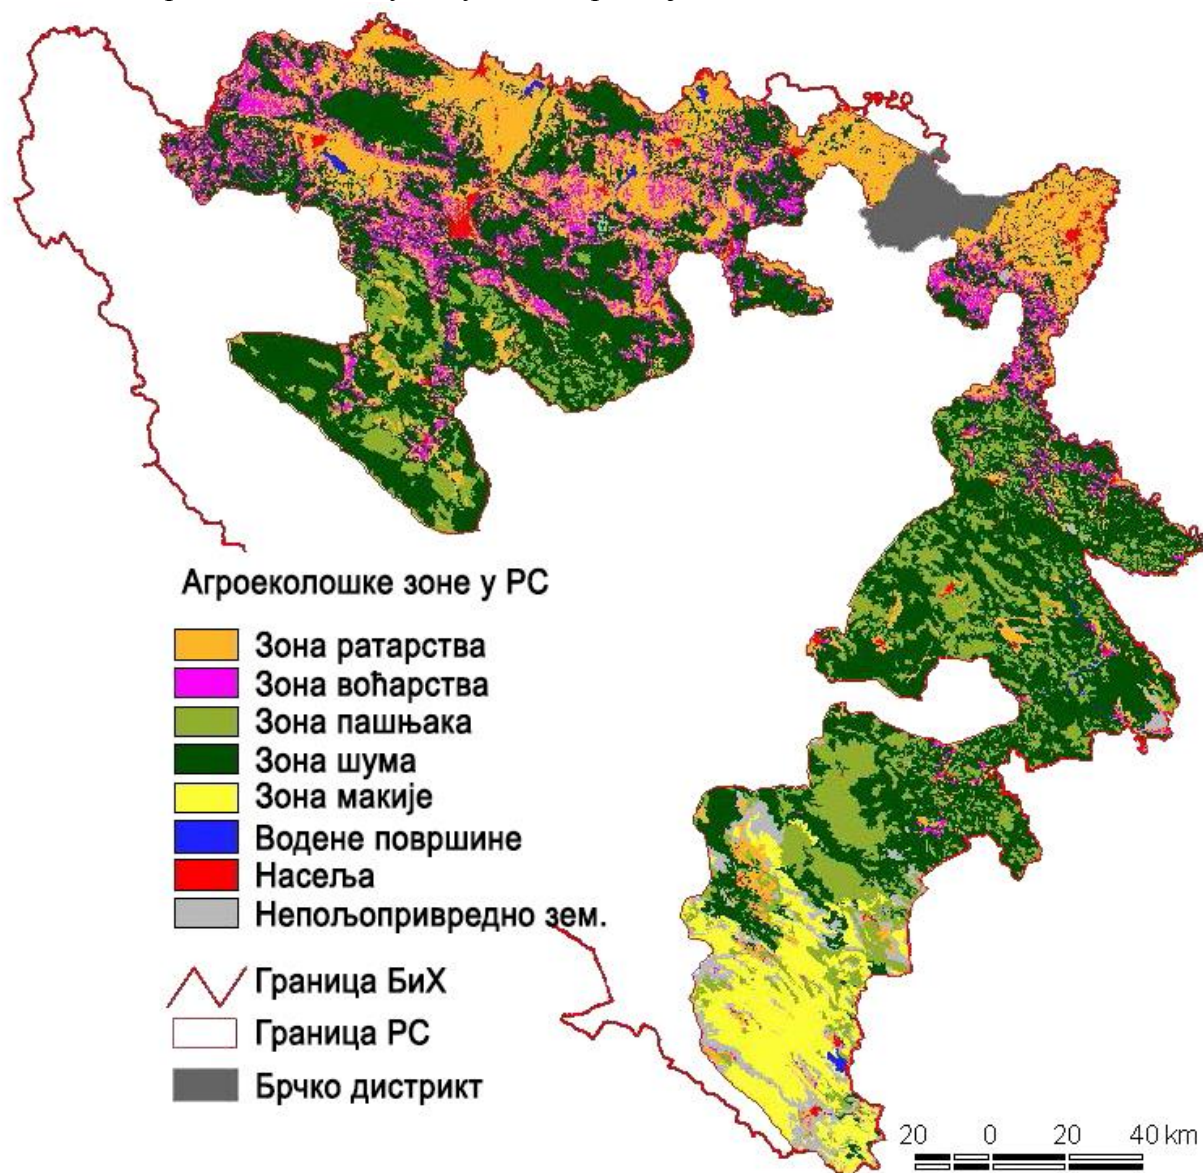 Агроеколошке зоне у РС
Зона ратарства
Зона воћарства
Зона пашњака
Зона шума
Зона макије
Водене површине
Насеља
Непољопривредно зем.
Граница БиХ
Граница РС
Брчко дистрикт
20 0 20 40 km